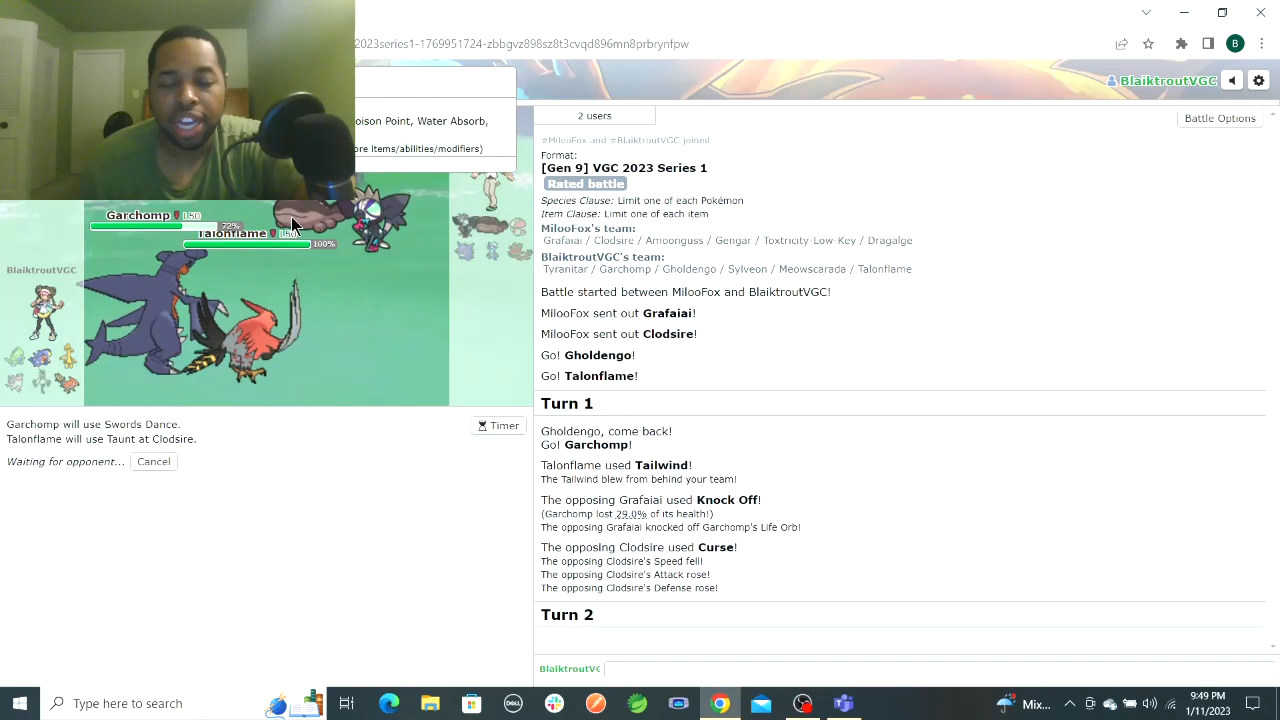 2023series1-1769951724-zbbgvz898sz8t3cvqd896mn8prbrynfpw
B
BlaiktroutVGC
2 users
Battle Options
☆MilooFox and ☆BlaiktroutVGC joined
Format:
[Gen 9] VGC 2023 Series 1
Rated battle
Species Clause: Limit one of each Pokémon
Item Clause: Limit one of each item
MilooFox's team:
Grafaiai / Clodsire / Amoonguss / Gengar / Toxtricity-Low-Key / Dragalge
BlaiktroutVGC's team:
Tyranitar / Garchomp / Gholdengo / Sylveon / Meowscarada / Talonflame
Battle started between MilooFox and BlaiktroutVGC!
MilooFox sent out Grafaiai!
MilooFox sent out Clodsire!
Go! Gholdengo!
Go! Talonflame!
Turn 1
Gholdengo, come back!
Go! Garchomp!
Talonflame used Tailwind!
The Tailwind blew from behind your team!
The opposing Grafaiai used Knock Off!
(Garchomp lost 29.0% of its health!)
The opposing Grafaiai knocked off Garchomp's Life Orb!
The opposing Clodsire used Curse!
The opposing Clodsire's Speed fell!
The opposing Clodsire's Attack rose!
The opposing Clodsire's Defense rose!
Turn 2
BlaiktroutVG
oison Point, Water Absorb,
ore items/abilities/modifiers)
Garchomp L50
72%
Talonflame L50
100%
BlaiktroutVGC
Garchomp will use Swords Dance.
Talonflame will use Taunt at Clodsire.
Waiting for opponent... Cancel
Timer
Type here to search
Mix...
9:49 PM
1/11/2023